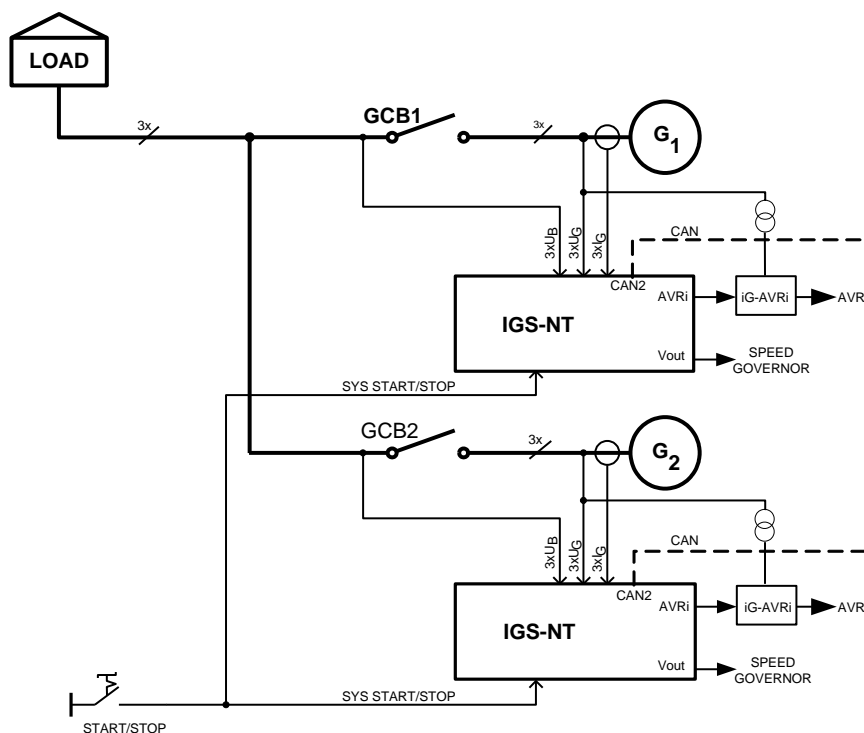 LOAD
3x
GCB1
3x
G1
3xUB
3xUG
3xIG
CAN
CAN2
AVRi
iG-AVRi
AVR
IGS-NT
Vout
SPEED
GOVERNOR
SYS START/STOP
GCB2
3x
G2
3xUB
3xUG
3xIG
CAN
CAN2
AVRi
iG-AVRi
AVR
IGS-NT
Vout
SPEED
GOVERNOR
SYS START/STOP
START/STOP